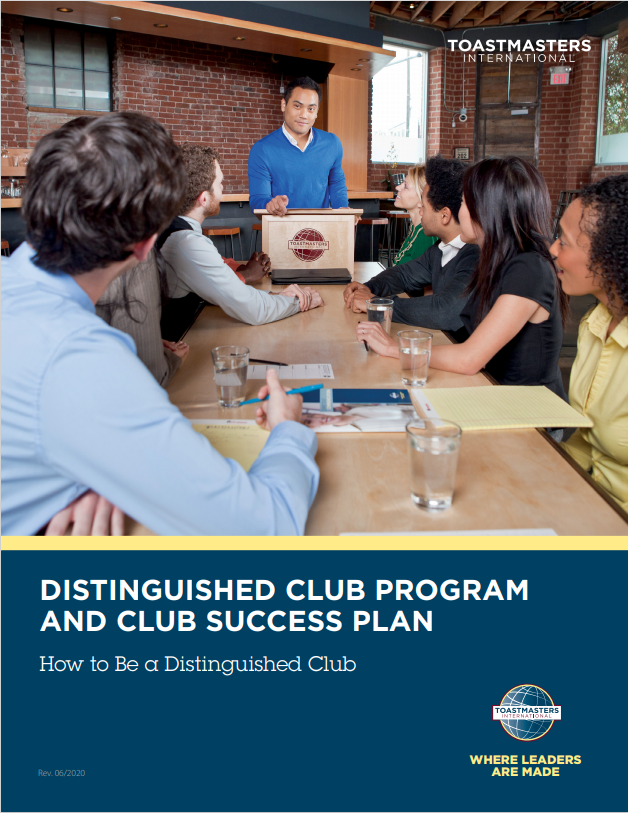 TOASTMASTERS
INTERNATIONAL
TOASTMASTERS
DISTINGUISHED CLUB PROGRAM
AND CLUB SUCCESS PLAN
How to Be a Distinguished Club
TOASTMASTERS
INTERNATIONAL
WHERE LEADERS
ARE MADE
Rev. 06/2020